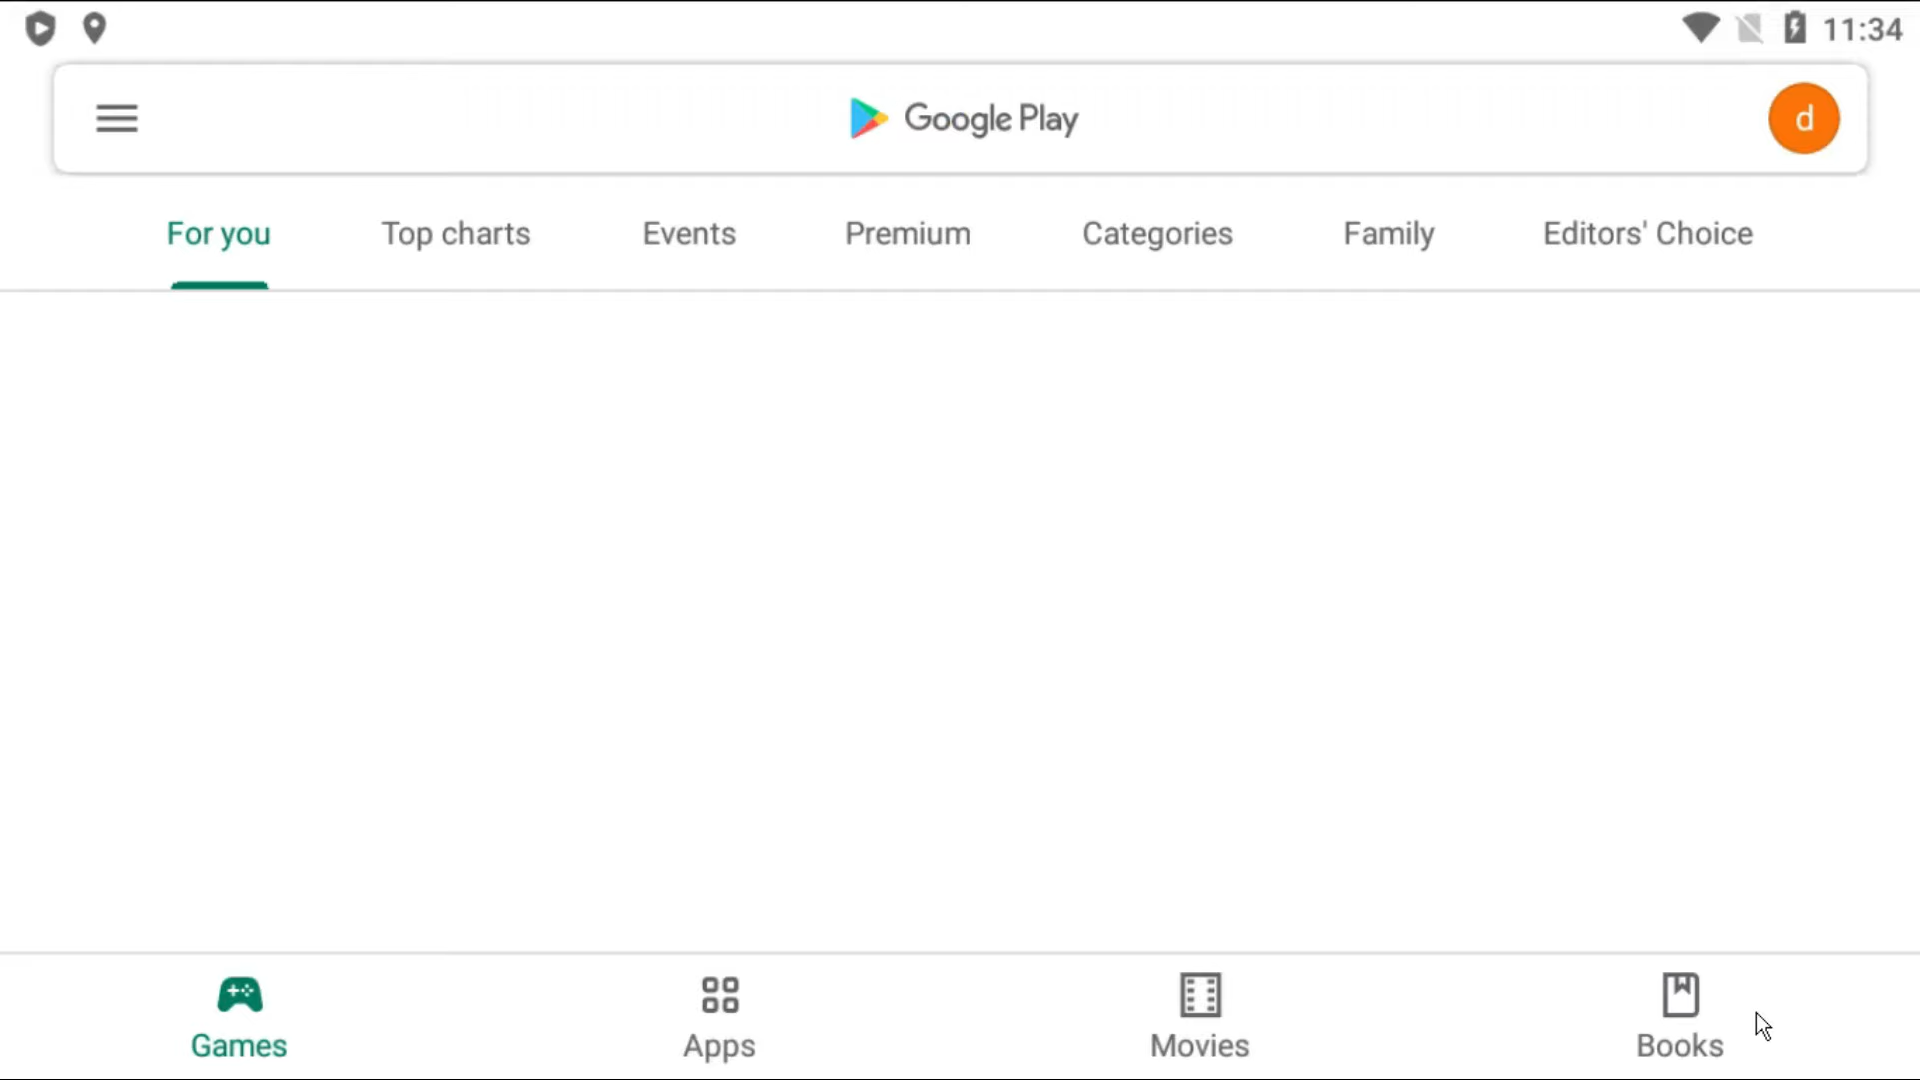 11:34
Google Play
d
For you
Top charts
Events
Premium
Categories
Family
Editors' Choice
Games
Apps
Movies
Books